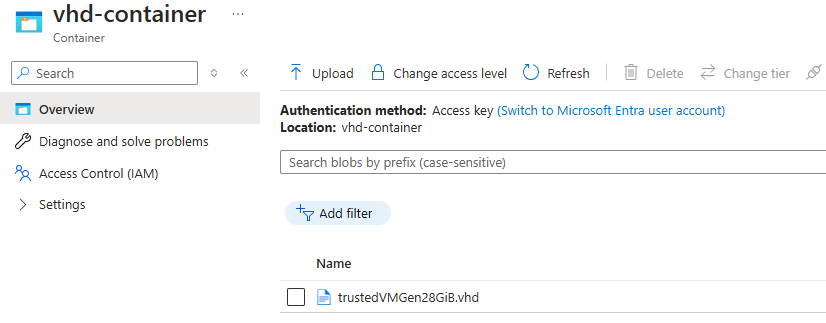 vhd-container ...
Container
Search
Overview
Diagnose and solve problems
Access Control (IAM)
Settings
Upload Change access level Refresh Delete Change tier
Authentication method: Access key (Switch to Microsoft Entra user account)
Location: vhd-container
Search blobs by prefix (case-sensitive)
Add filter
Name
trustedVMGen28GiB.vhd